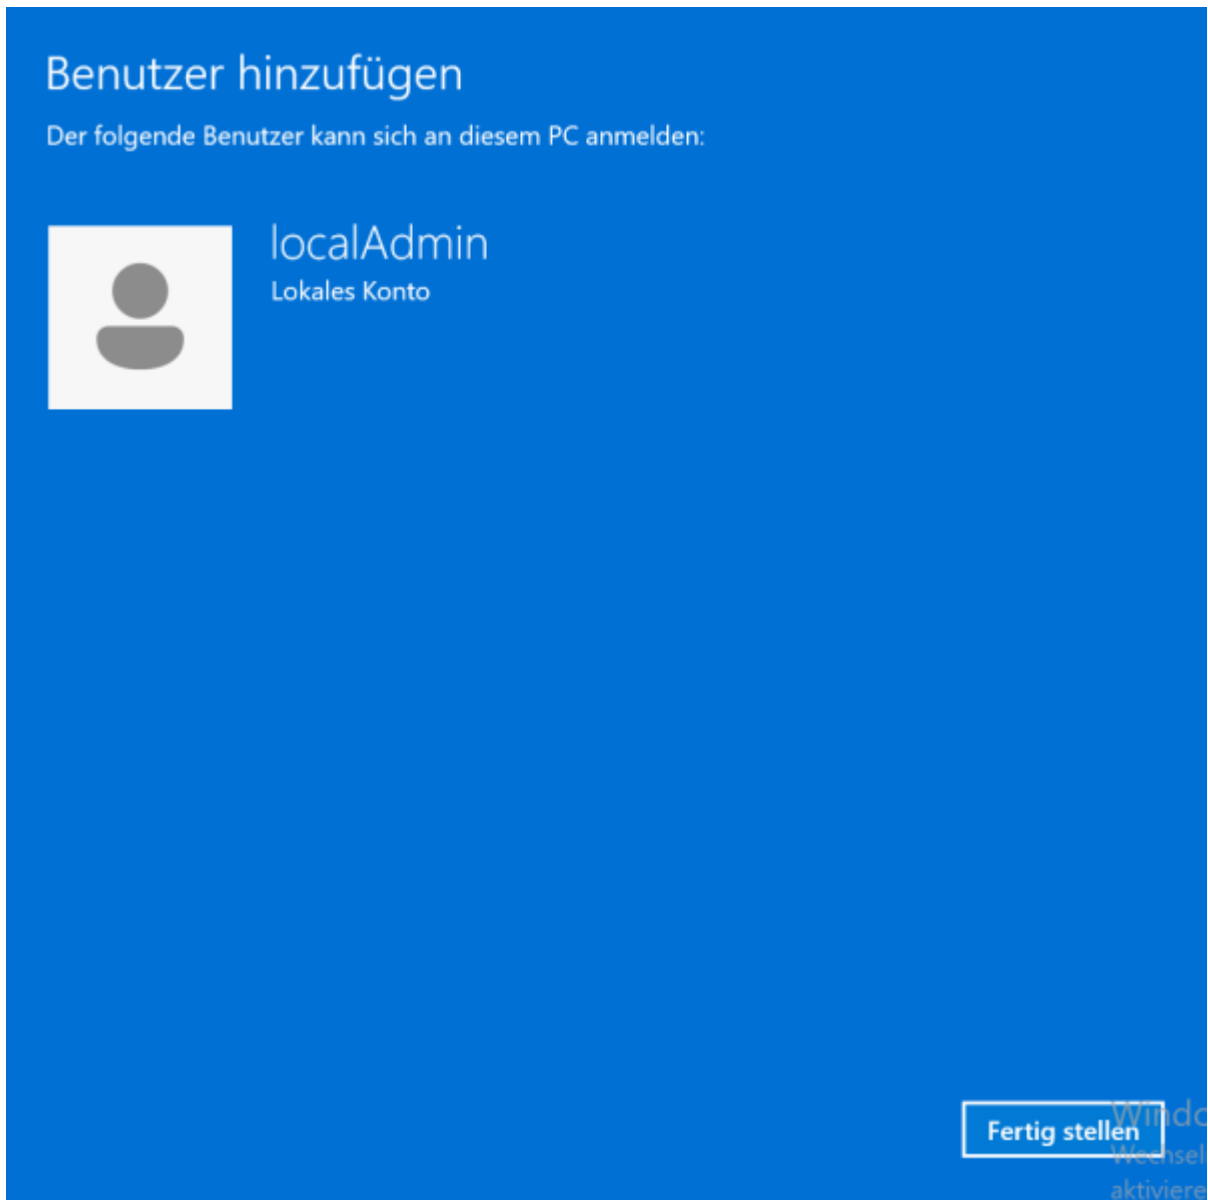 Benutzer hinzufügen
Der folgende Benutzer kann sich an diesem PC anmelden:
localAdmin
Lokales Konto
Fertig stellen